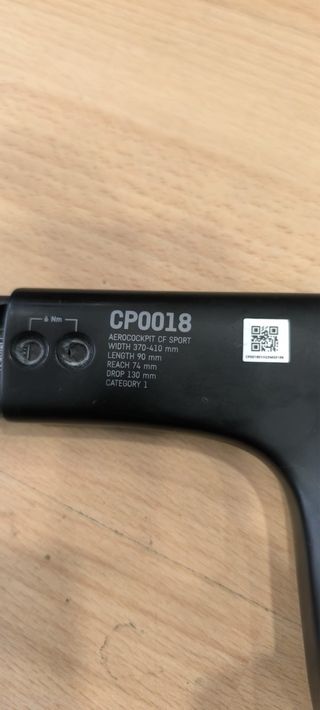 6 Nm
CP0018
AEROCOCKPIT CF SPORT
WIDTH 370-410 mm
LENGTH 90 mm
REACH 74 mm
DROP 130 mm
CATEGORY 1